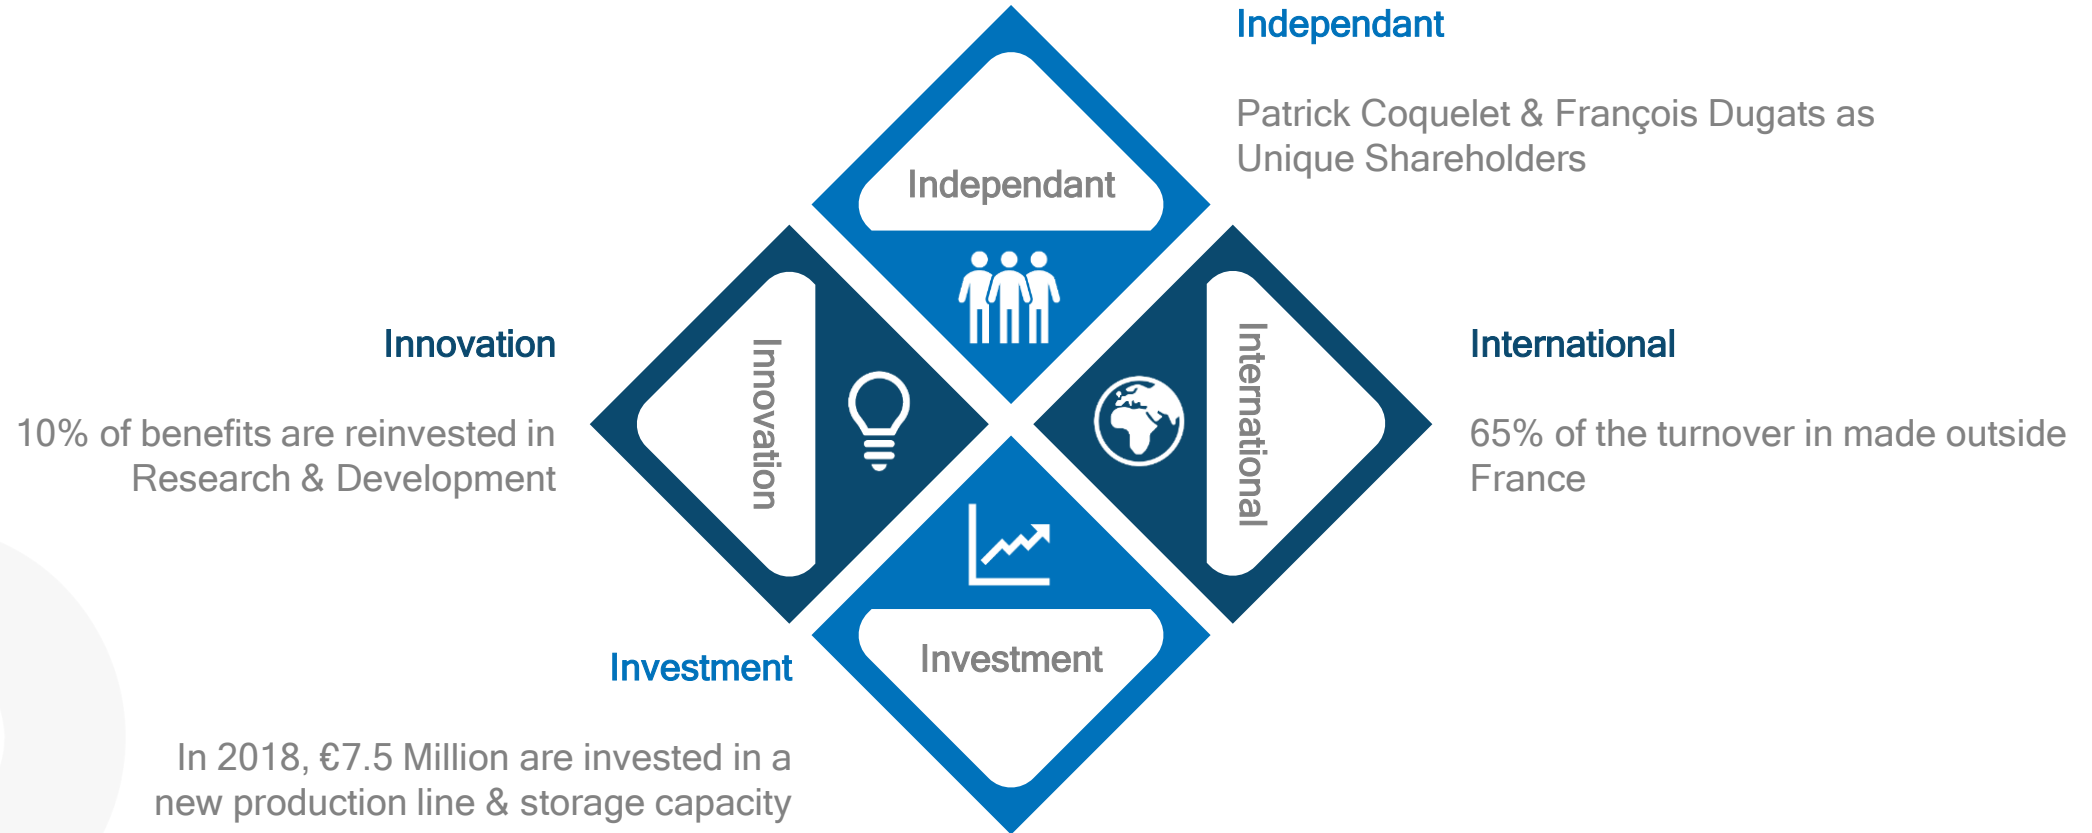 Independant
Patrick Coquelet & François Dugats as
Unique Shareholders
Independant
Innovation
10% of benefits are reinvested in
Research & Development
Innovation
International
International
65% of the turnover in made outside
France
Investment
Investment
In 2018, €7.5 Million are invested in a
new production line & storage capacity